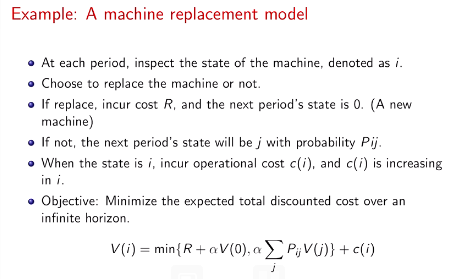 Example: A machine replacement model
At each period, inspect the state of the machine, denoted as i.
Choose to replace the machine or not.
If replace, incur cost R, and the next period's state is 0. (A new
machine)
If not, the next period's state will be j with probability Pij.
When the state is i, incur operational cost c(i), and c(i) is increasing
in i.
Objective: Minimize the expected total discounted cost over an
infinite horizon.
V(i) = min{R + αV(0), α ∑_j P_{ij} V(j)} + c(i)